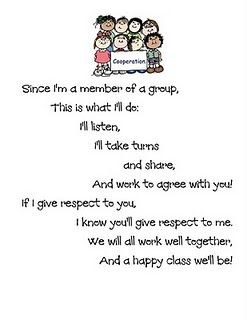 Cooperation
Since I'm a member of a group,
This is what I'll do:
I'll listen,
I'll take turns
and share,
And work to agree with you!
If I give respect to you,
I know you'll give respect to me.
We will all work well together,
And a happy class we'll be!